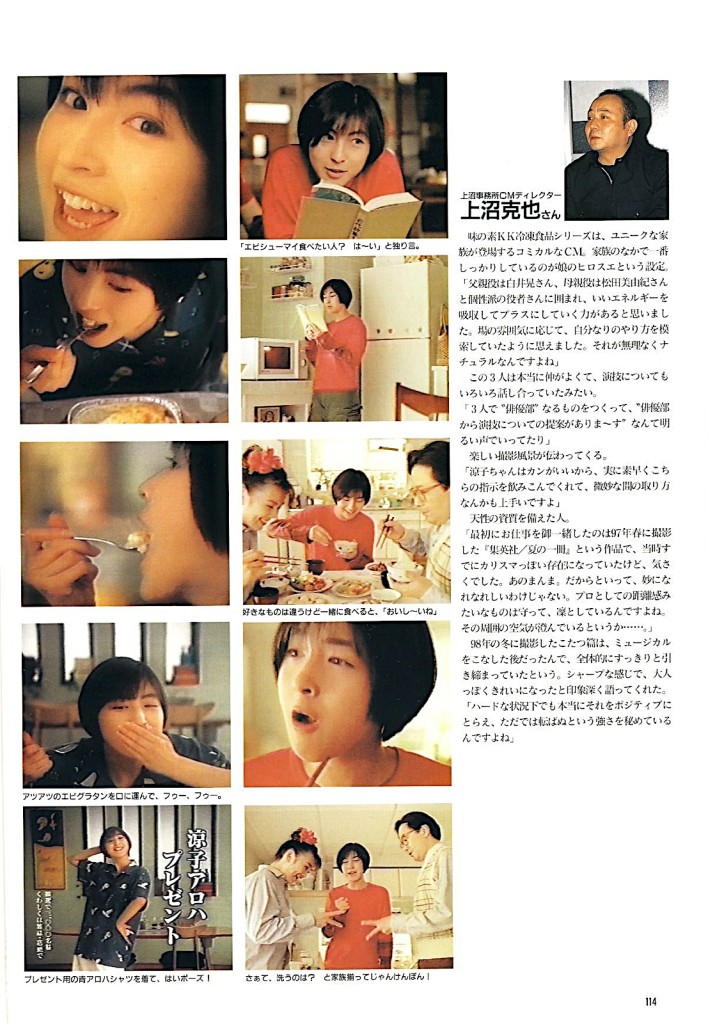 「エビシューマイ食べたい人？　は〜い」と独り言。
好きなものは違うけど一緒に食べると、「おいし〜いね」
アツアツのエビグラタンを口に運んで、フゥー、フゥー。
涼子アロハ
プレゼント
プレゼント用の青アロハシャツを着て、はいポーズ！
さぁて、洗うのは？　と家族揃ってじゃんけんぽん！
上沼事務所CMディレクター
上沼克也さん
味の素KK冷凍食品シリーズは、ユニークな家
族が登場するコミカルなCM。家族のなかで一番
しっかりしているのが娘のヒロスエという設定。
「父親役は白井晃さん、母親役は松田美由紀さん
と個性派の役者さんに囲まれ、いいエネルギーを
吸収してプラスにしていく力があると思いまし
た。場の雰囲気に応じて、自分なりのやり方を模
索していたように思えました。それが無理なくナ
チュラルなんですよね」
この3人は本当に仲がよくて、演技についても
いろいろ話し合っていたみたい。
「3人で“俳優部”なるものをつくって、“俳優部
から演技についての提案がありま〜す”なんて明
るい声でいってたり」
楽しい撮影風景が伝わってくる。
「涼子ちゃんはカンがいいから、実に素早くこち
らの指示を飲みこんでくれて、微妙な間の取り方
なんかも上手いですよ」
天性の資質を備えた人。
「最初にお仕事を御一緒したのは97年春に撮影し
た『集英社／夏の一冊』という作品で、当時す
でにカリスマっぽい存在になっていたけど、気さ
くでした。あのまんま。だからといって、妙にな
れなれしいわけじゃない。プロとしての距離感み
たいなものは守って、凛としているんですよね。
その周囲の空気が澄んでいるというか……。」
98年の冬に撮影したこたつ篇は、ミュージカル
をこなした後だったんで、全体的にすっきりと引
き締まっていたという。シャープな感じで、大人
っぽくきれいになったと印象深く語ってくれた。
「ハードな状況下でも本当にそれをポジティブに
とらえ、ただでは転ばぬという強さを秘めている
んですよね」
114